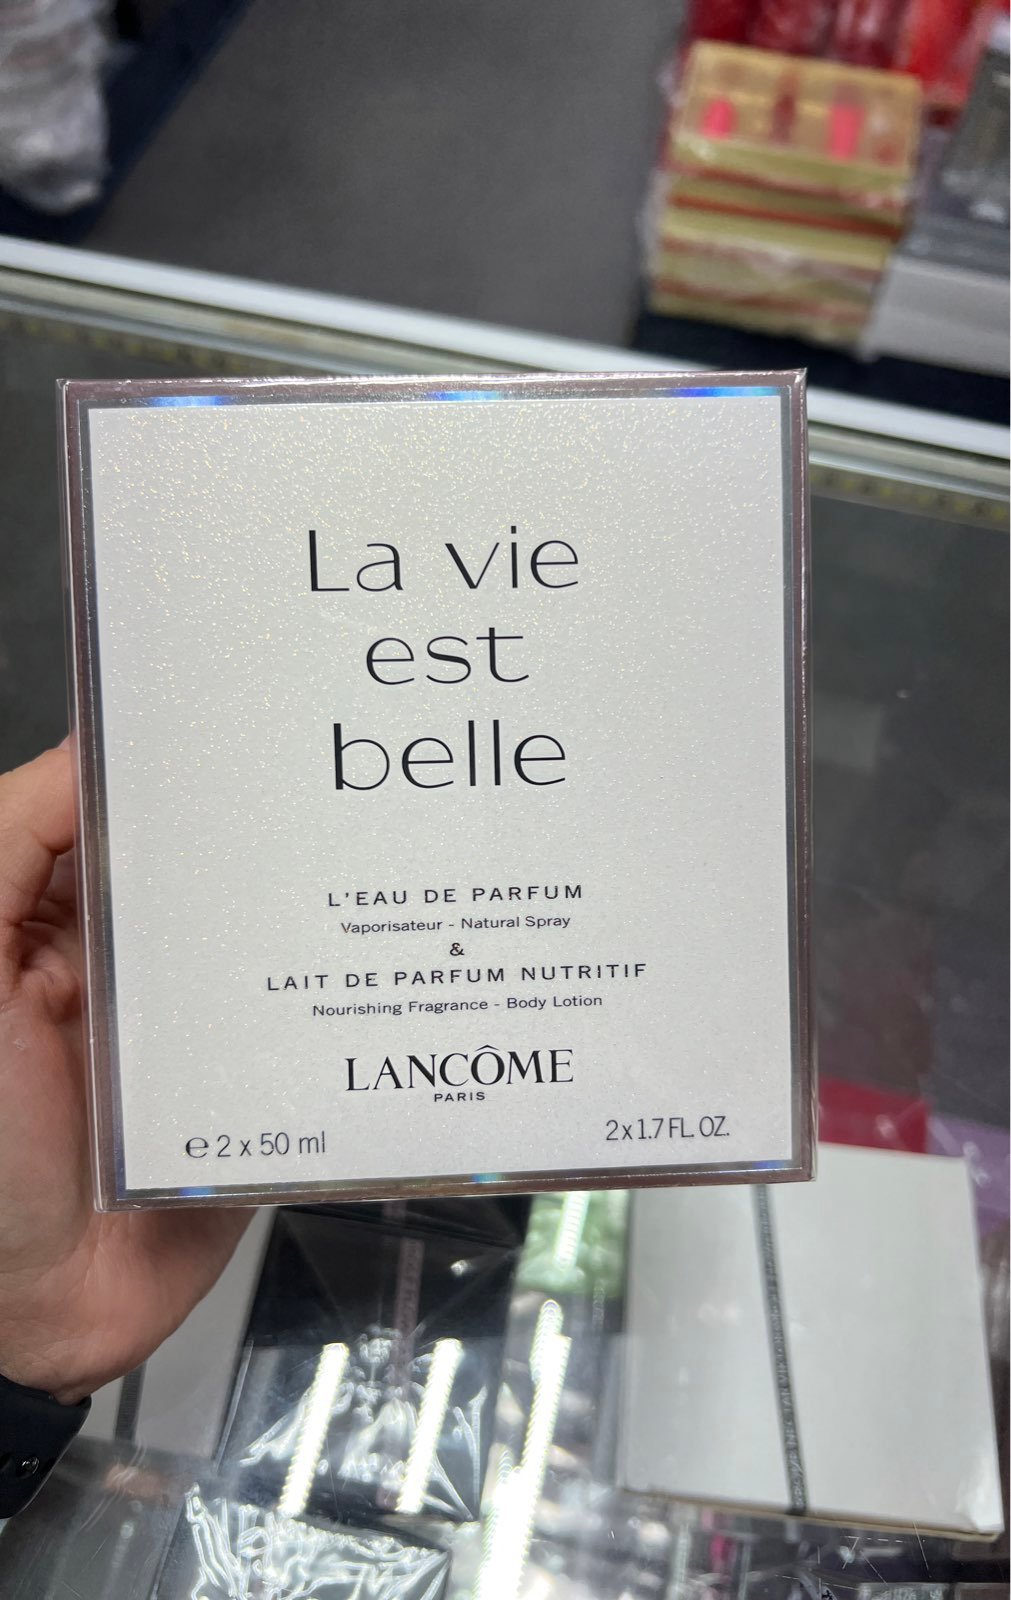 La vie
est
belle
L'EAU DE PARFUM
Vaporisateur - Natural Spray
&
LAIT DE PARFUM NUTRITIF
Nourishing Fragrance - Body Lotion
LANCÔME
PARIS
℮ 2 x 50 ml
2 x 1.7 FL. OZ.